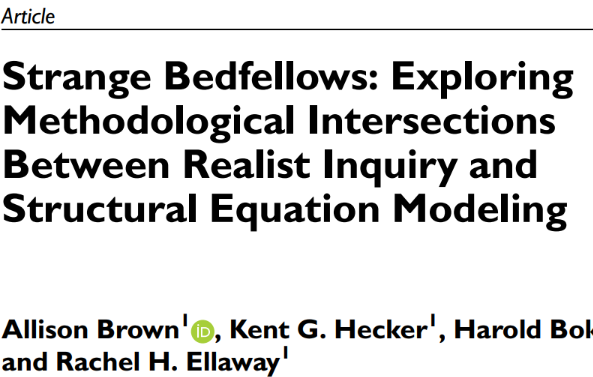 Article
Strange Bedfellows: Exploring
Methodological Intersections
Between Realist Inquiry and
Structural Equation Modeling
Allison Brown¹ iD, Kent G. Hecker¹, Harold
and Rachel H. Ellaway¹